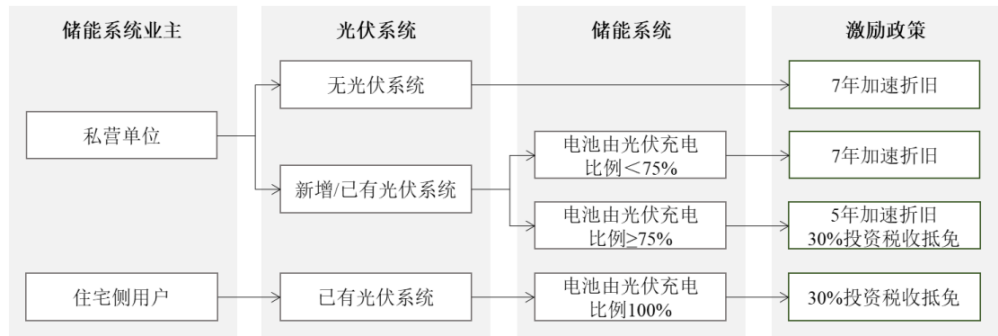 储能系统业主
光伏系统
储能系统
激励政策
无光伏系统
7年加速折旧
私营单位
电池由光伏充电
比例＜75%
7年加速折旧
新增/已有光伏系统
电池由光伏充电
比例≥75%
5年加速折旧
30%投资税收抵免
住宅侧用户
已有光伏系统
电池由光伏充电
比例100%
30%投资税收抵免